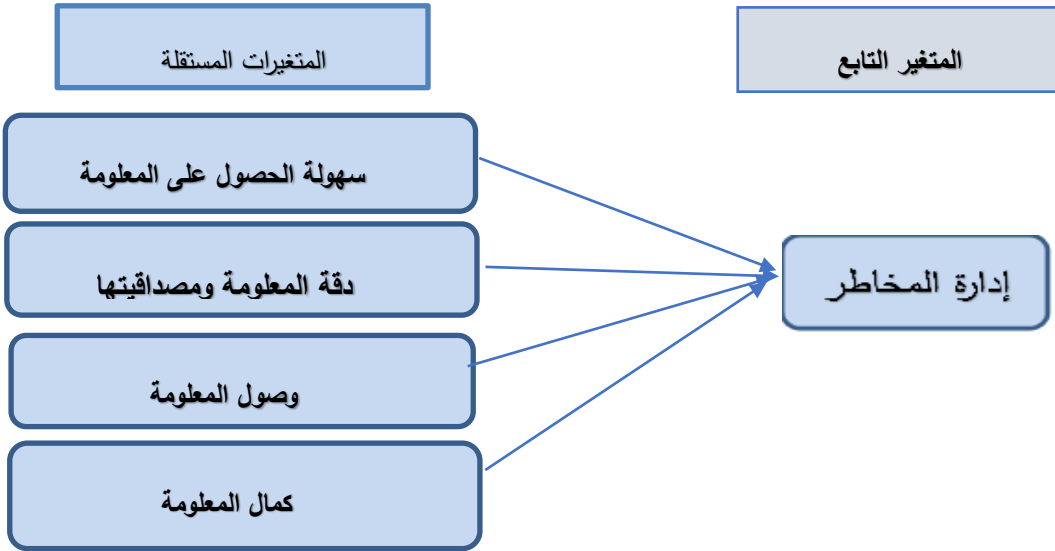 المتغير التابع
المتغيرات المستقلة
سهولة الحصول على المعلومة
دقة المعلومة ومصداقيتها
إدارة المخاطر
وصول المعلومة
كمال المعلومة